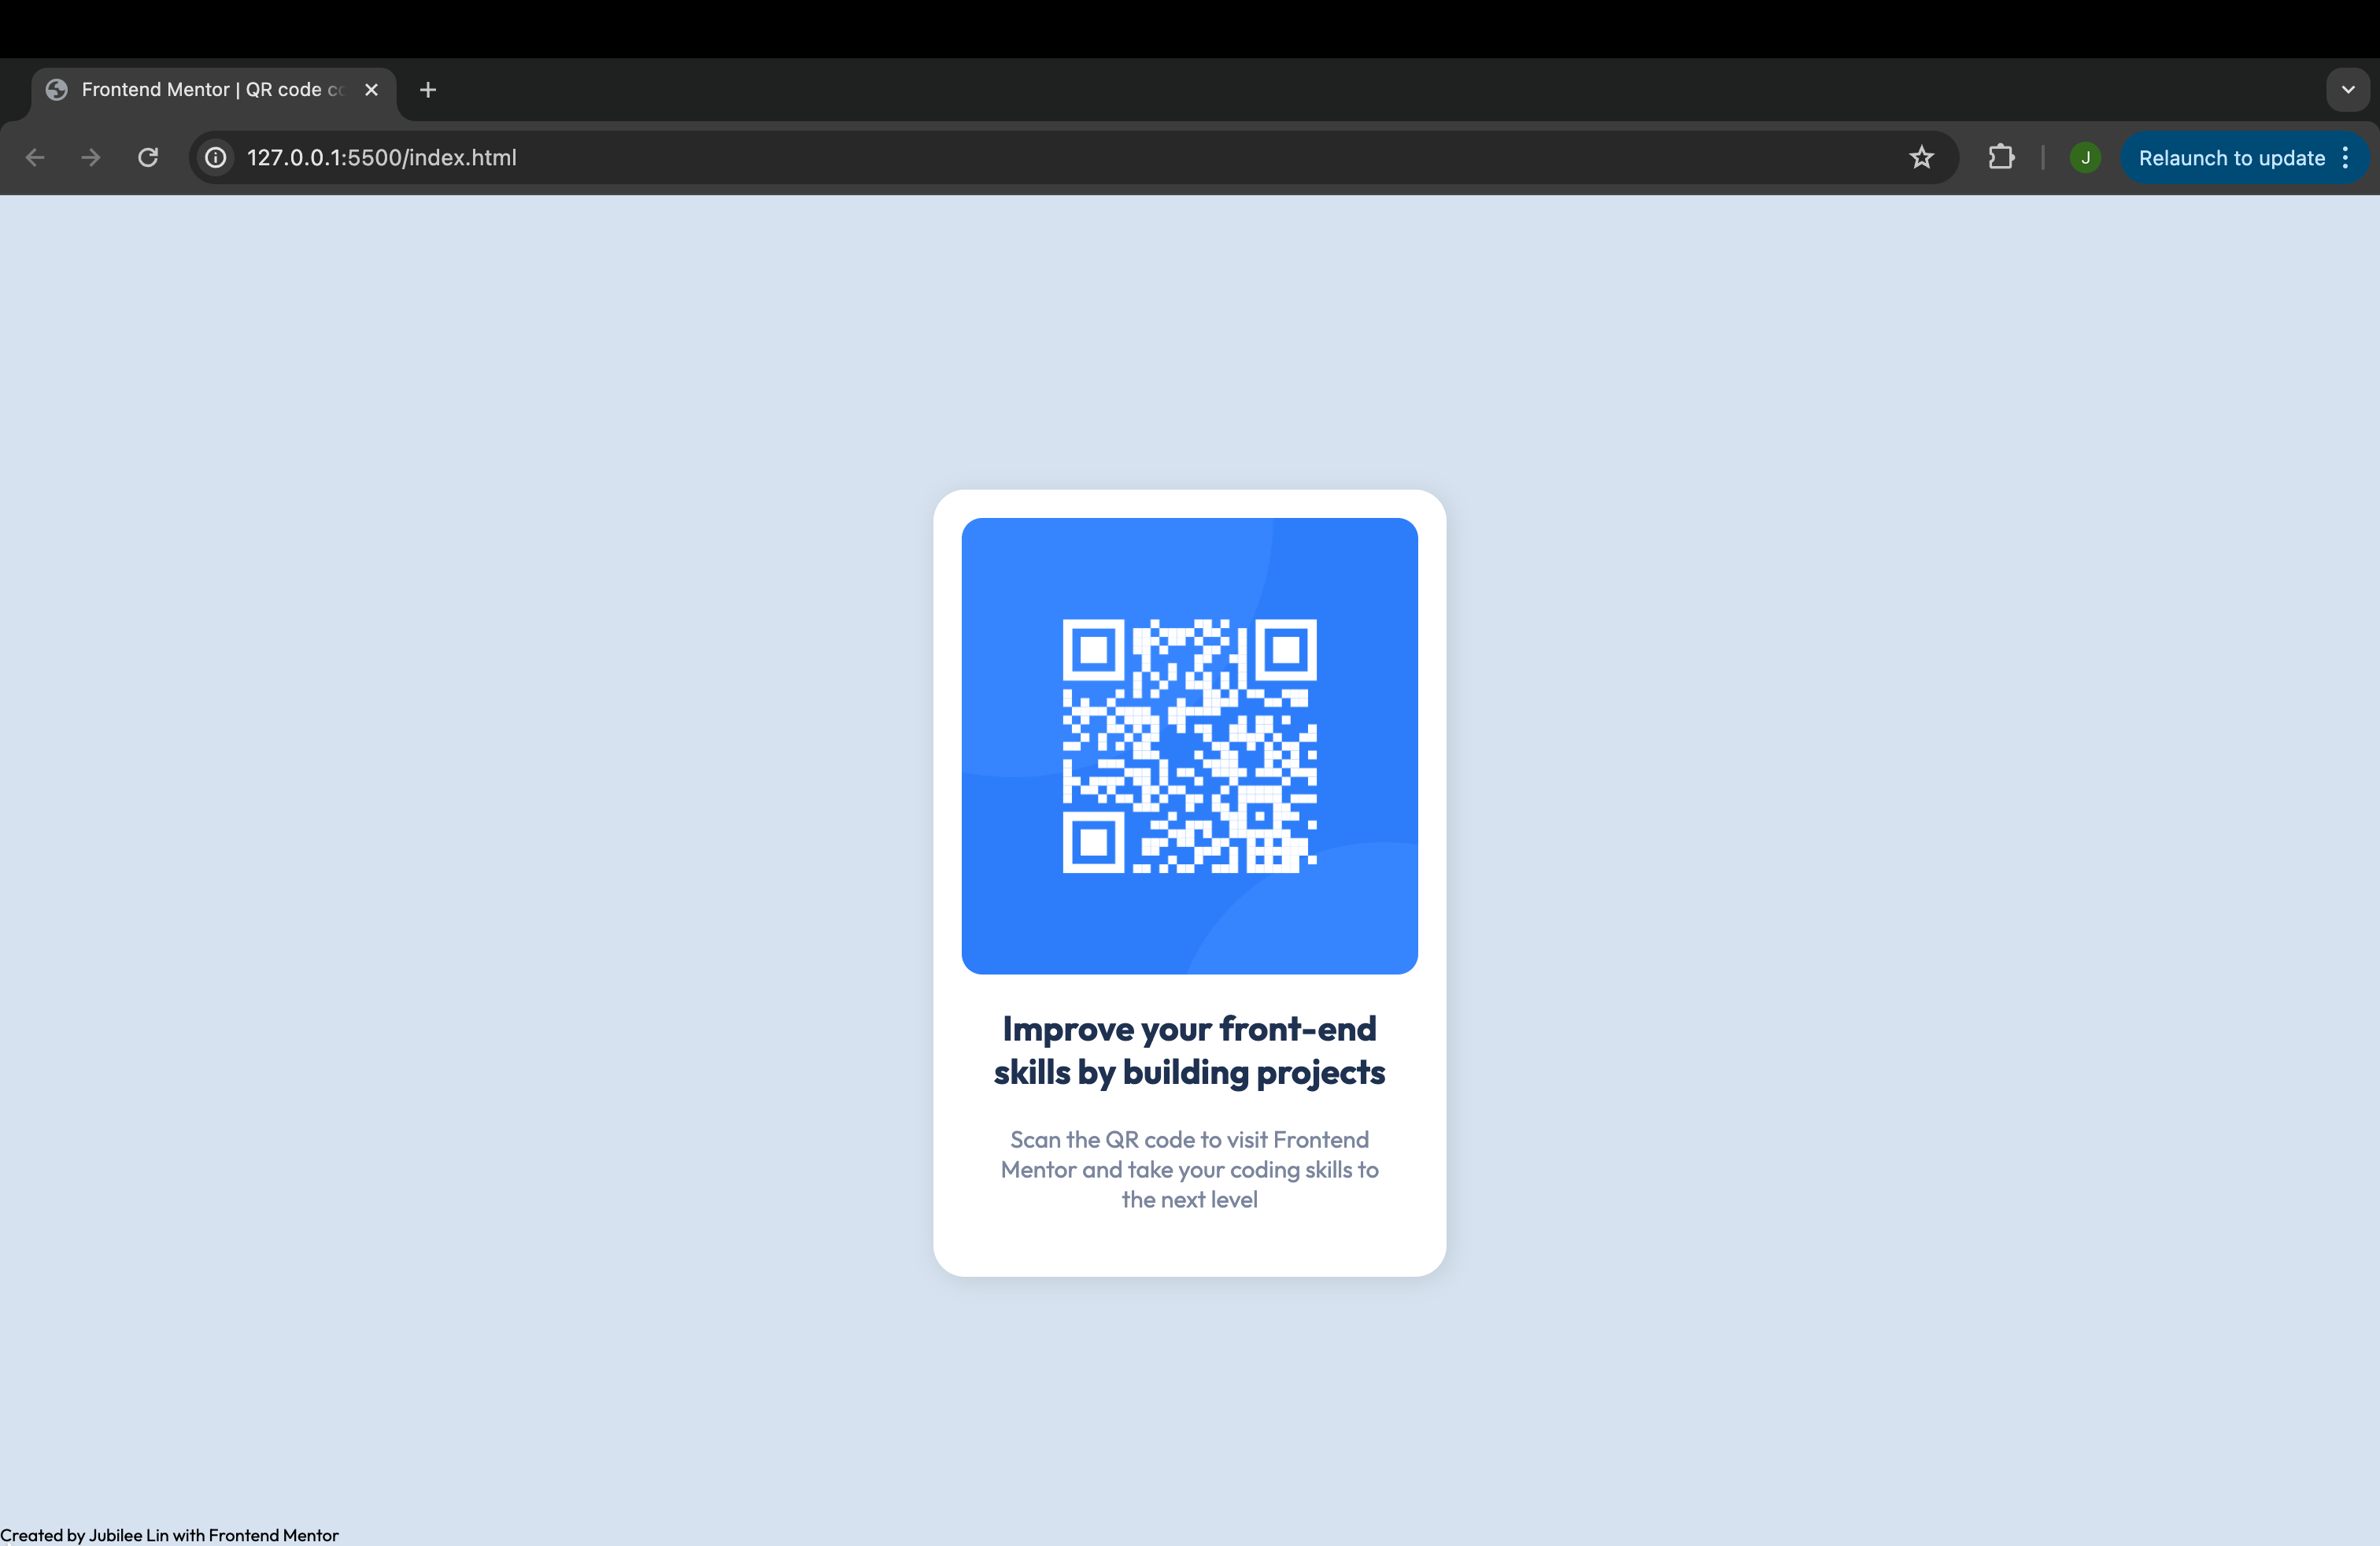 Frontend Mentor | QR code co
127.0.0.1:5500/index.html
J
Relaunch to update
Improve your front-end
skills by building projects
Scan the QR code to visit Frontend
Mentor and take your coding skills to
the next level
Created by Jubilee Lin with Frontend Mentor